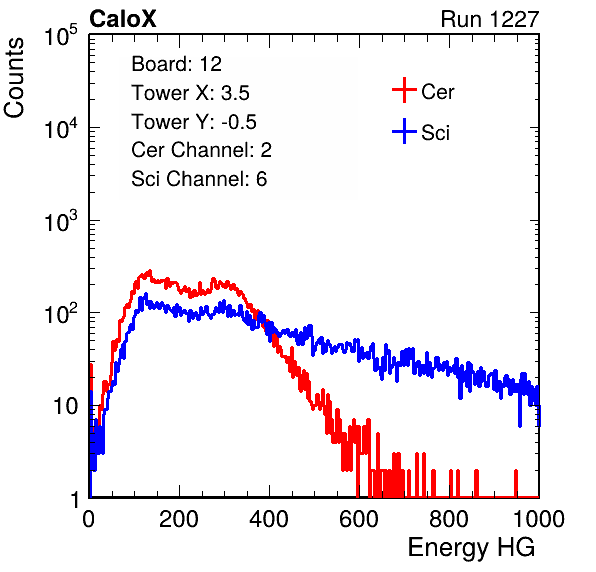 CaloX Run 1227
Counts
10^5
10^4
10^3
10^2
10
1
Board: 12
Tower X: 3.5
Tower Y: -0.5
Cer Channel: 2
Sci Channel: 6
Cer
Sci
0 200 400 600 800 1000
Energy HG